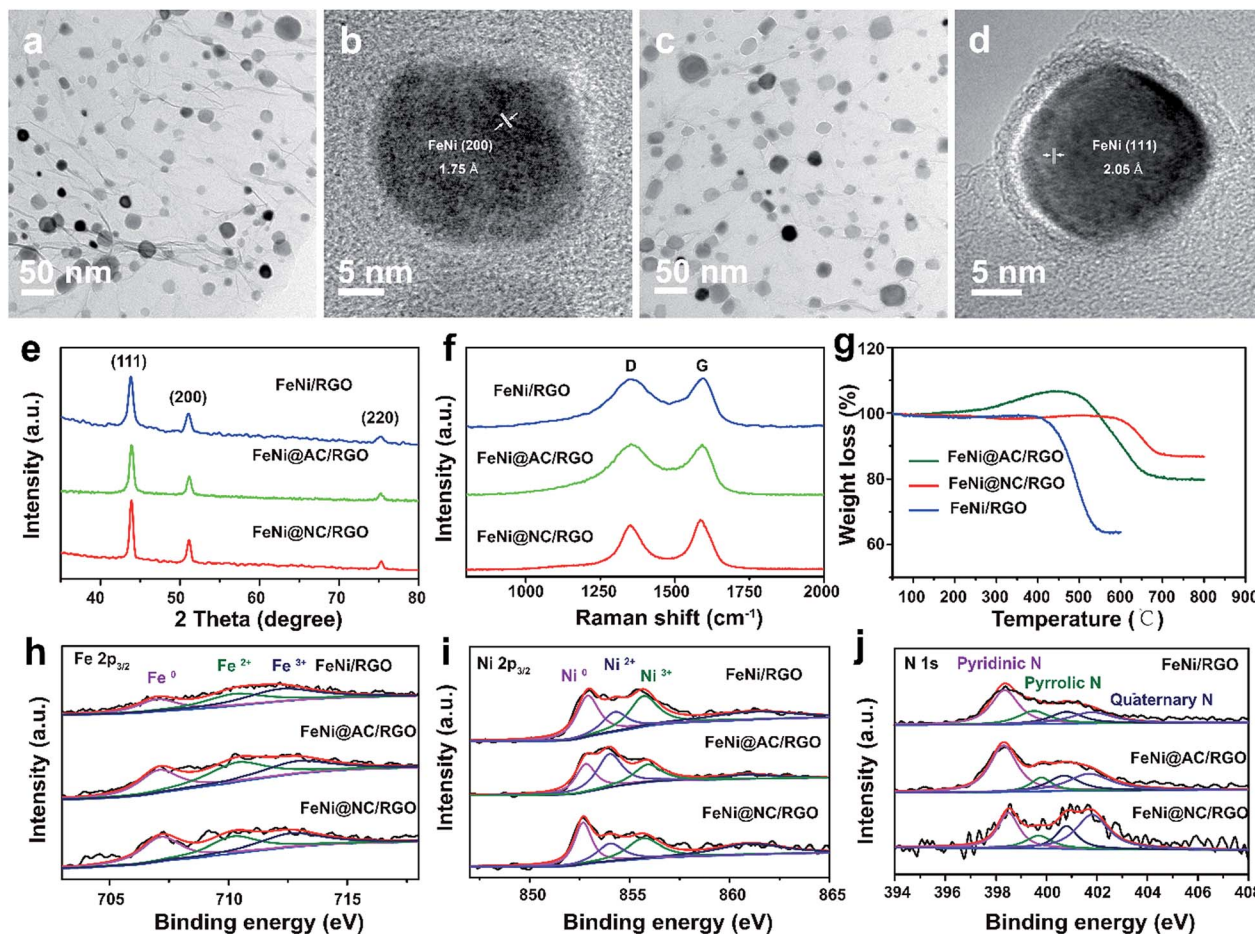 a
50 nm
b
FeNi (200)
1.75 Å
5 nm
c
50 nm
d
FeNi (111)
2.05 Å
5 nm
e
(111)
FeNi/RGO
(200)
(220)
FeNi@AC/RGO
FeNi@NC/RGO
Intensity (a.u.)
40 50 60 70 80
2 Theta (degree)
f
D G
FeNi/RGO
FeNi@AC/RGO
FeNi@NC/RGO
Intensity (a.u.)
1000 1250 1500 1750 2000
Raman shift (cm⁻¹)
g
120
100
80
60
Weight loss (%)
FeNi@AC/RGO
FeNi@NC/RGO
FeNi/RGO
100 200 300 400 500 600 700 800 900
Temperature (℃)
h
Fe 2p3/2
Fe 0 Fe 2+ Fe 3+ FeNi/RGO
FeNi@AC/RGO
FeNi@NC/RGO
Intensity (a.u.)
705 710 715
Binding energy (eV)
i
Ni 2p3/2
Ni 0 Ni 2+ Ni 3+
FeNi/RGO
FeNi@AC/RGO
FeNi@NC/RGO
Intensity (a.u.)
850 855 860 865
Binding energy (eV)
j
N 1s
Pyridinic N FeNi/RGO
Pyrrolic N
Quaternary N
FeNi@AC/RGO
FeNi@NC/RGO
Intensity (a.u.)
394 396 398 400 402 404 406 408
Binding energy (eV)